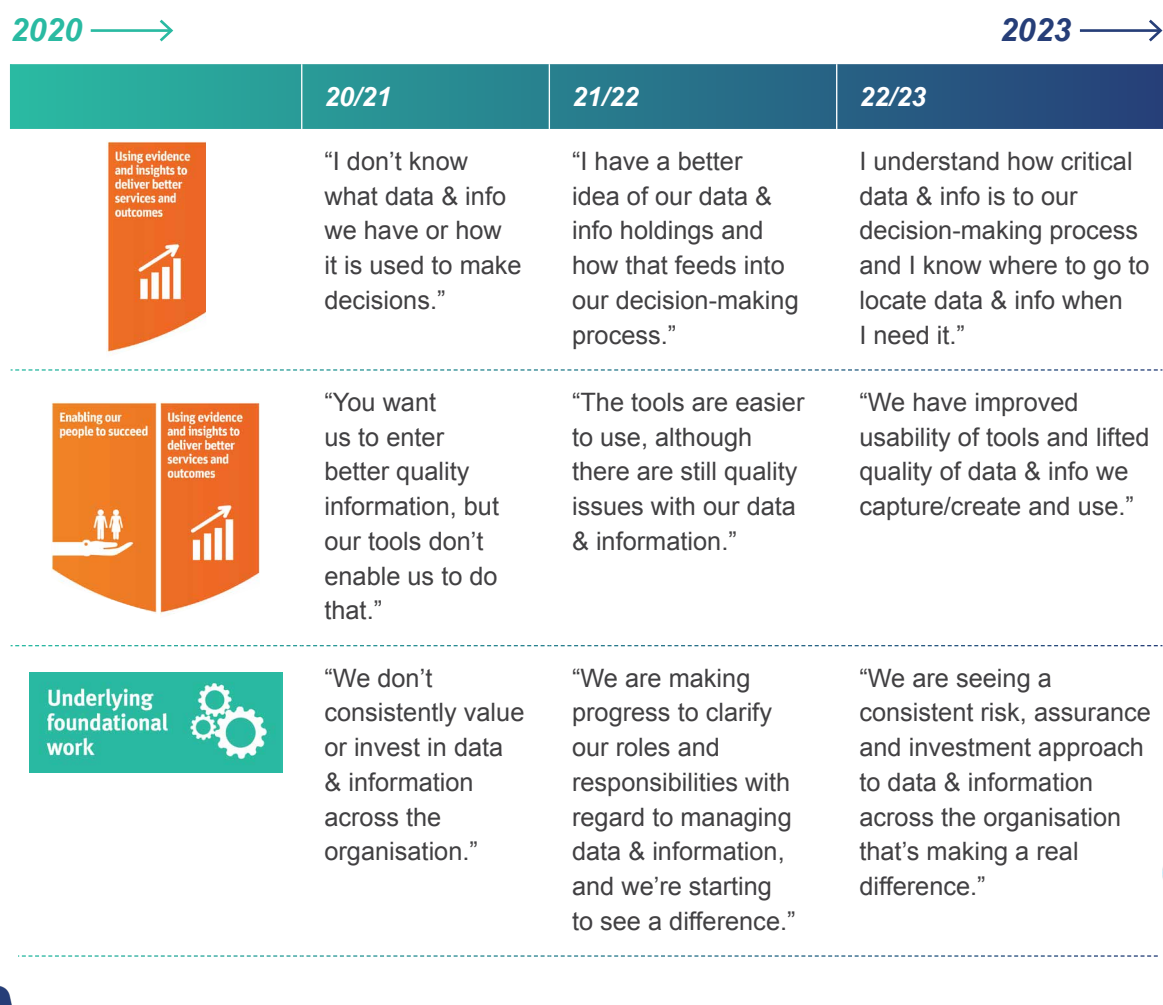 2020
2023
20/21
21/22
22/23
Using evidence
and insights to
deliver better
services and
outcomes
“I don’t know
what data & info
we have or how
it is used to make
decisions.”
“I have a better
idea of our data &
info holdings and
how that feeds into
our decision-making
process.”
I understand how critical
data & info is to our
decision-making process
and I know where to go to
locate data & info when
I need it.”
Enabling our
people to succeed
Using evidence
and insights to
deliver better
services and
outcomes
“You want
us to enter
better quality
information, but
our tools don’t
enable us to do
that.”
“The tools are easier
to use, although
there are still quality
issues with our data
& information.”
“We have improved
usability of tools and lifted
quality of data & info we
capture/create and use.”
Underlying
foundational
work
“We don’t
consistently value
or invest in data
& information
across the
organisation.”
“We are making
progress to clarify
our roles and
responsibilities with
regard to managing
data & information,
and we’re starting
to see a difference.”
“We are seeing a
consistent risk, assurance
and investment approach
to data & information
across the organisation
that’s making a real
difference.”